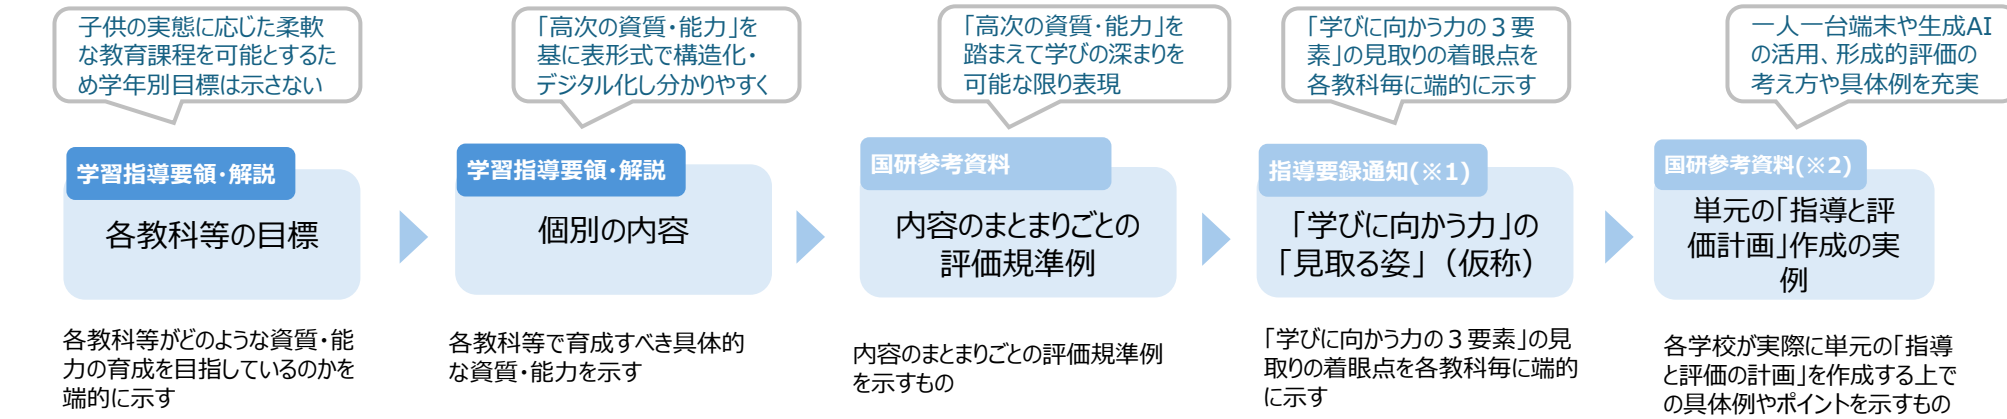 子供の実態に応じた柔軟
な教育課程を可能とするた
め学年別目標は示さない
「高次の資質・能力」を
基に表形式で構造化・
デジタル化し分かりやすく
「高次の資質・能力」を
踏まえて学びの深まりを
可能な限り表現
「学びに向かう力の3要
素」の見取りの着眼点を
各教科毎に端的に示す
一人一台端末や生成AI
の活用、形成的評価の
考え方や具体例を充実
学習指導要領・解説
各教科等の目標
学習指導要領・解説
個別の内容
国研参考資料
内容のまとまりごとの
評価規準例
指導要録通知(※1)
「学びに向かう力」の
「見取る姿」（仮称）
国研参考資料(※2)
単元の「指導と評
価計画」作成の実
例
各教科等がどのような資質・能
力の育成を目指しているのかを
端的に示す
各教科等で育成すべき具体的
な資質・能力を示す
内容のまとまりごとの評価規準例
を示すもの
「学びに向かう力の3要素」の見
取りの着眼点を各教科毎に端的
に示す
各学校が実際に単元の「指導
と評価の計画」を作成する上で
の具体例やポイントを示すもの